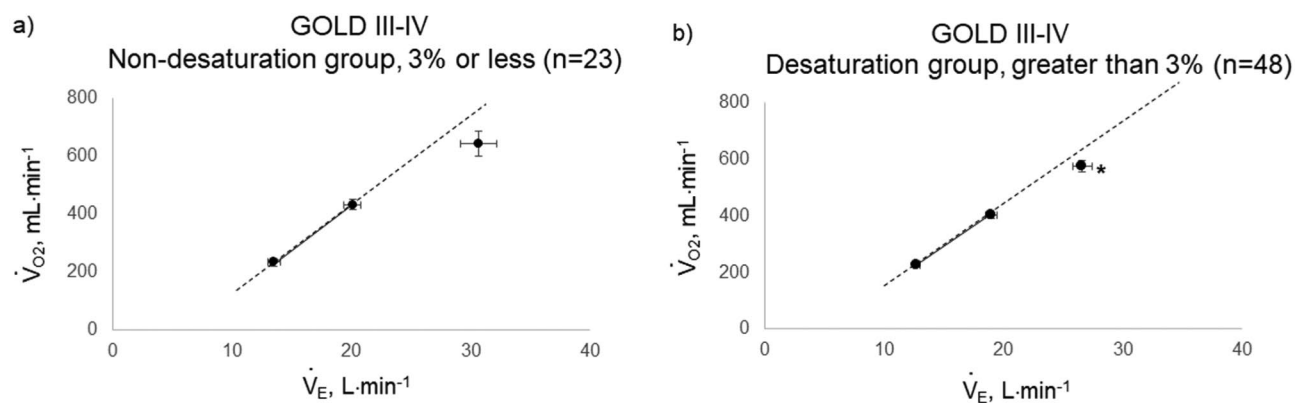 a)
GOLD III-IV
Non-desaturation group, 3% or less (n=23)
800
600
400
200
0
V̇O2, mL·min-1
0 10 20 30 40
V̇E, L·min-1
b)
GOLD III-IV
Desaturation group, greater than 3% (n=48)
800
600
400
200
0
V̇O2, mL·min-1
*
0 10 20 30 40
V̇E, L·min-1